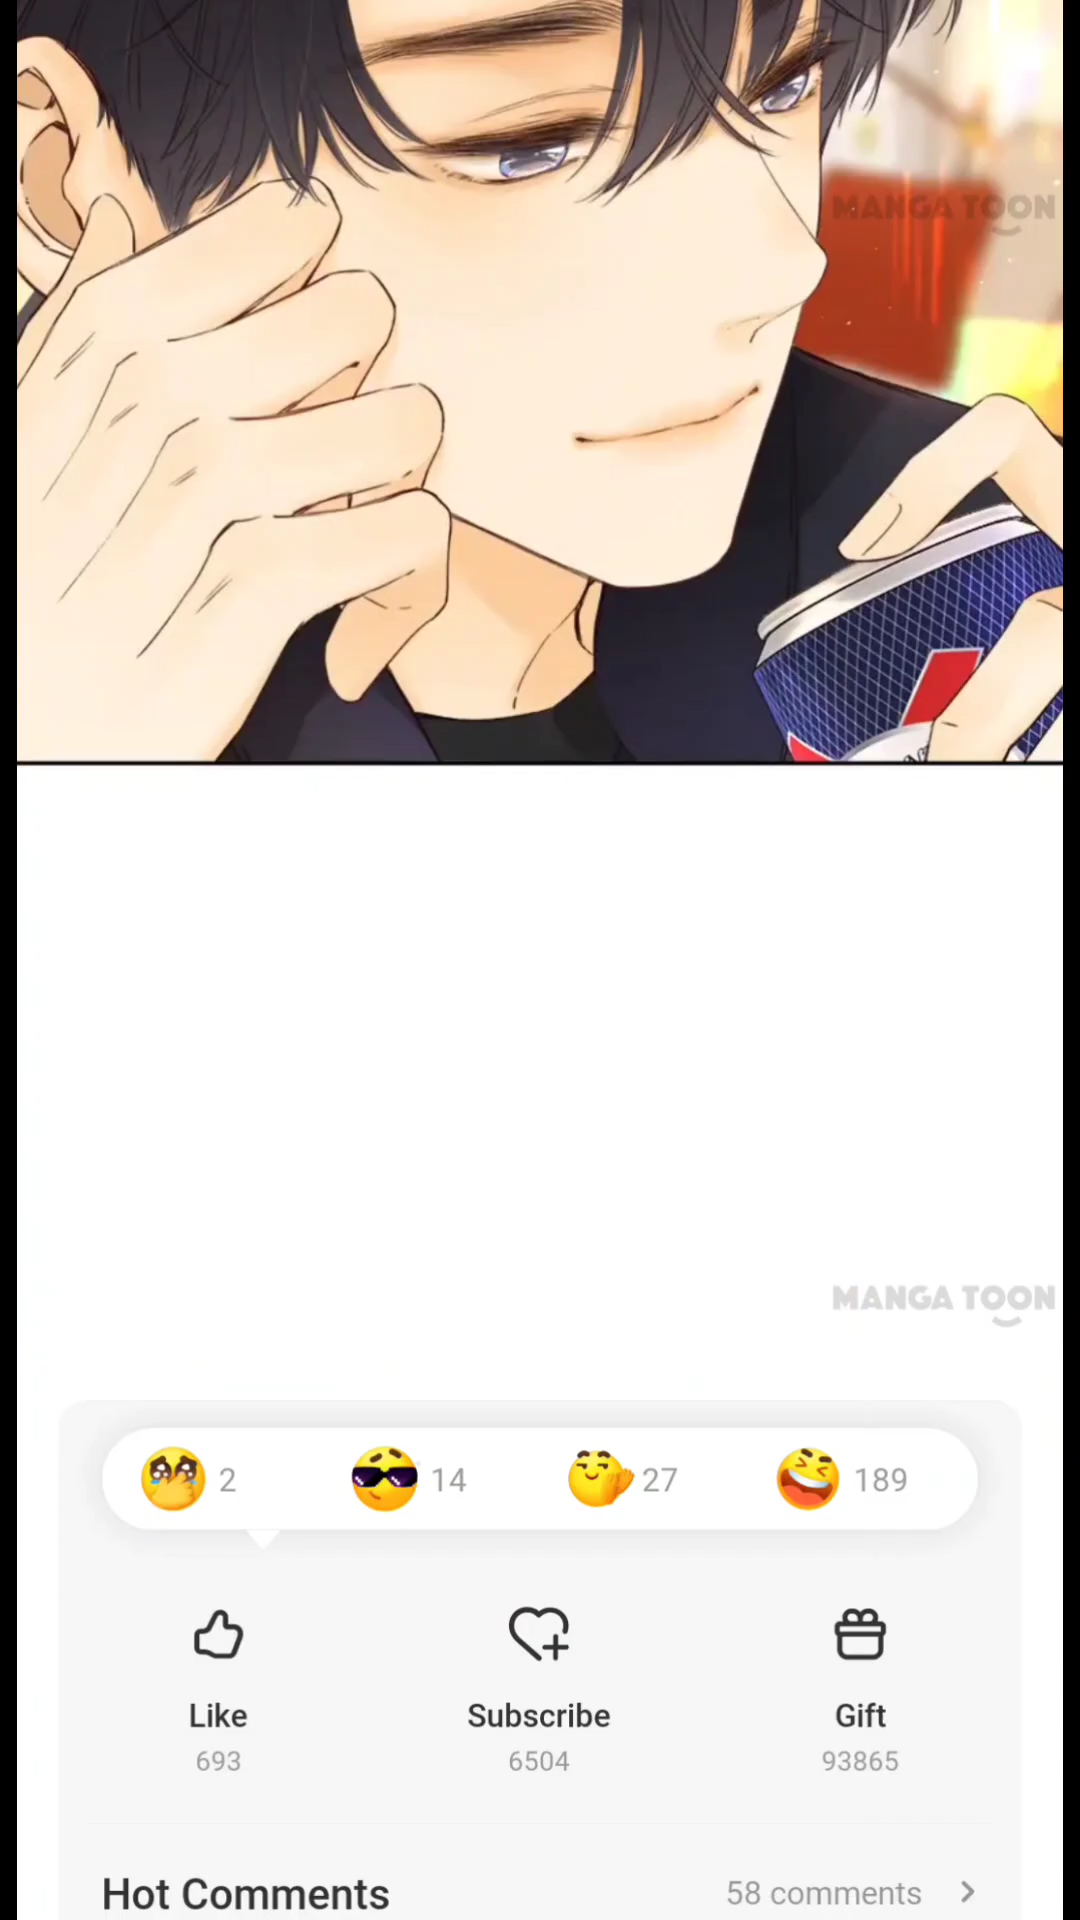 MANGA TOON
MANGA TOON
2 14 27 189
Like Subscribe Gift
693 6504 93865
Hot Comments 58 comments